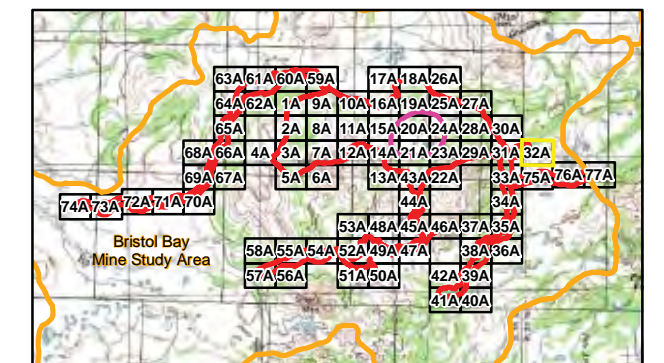 63A 61A 60A 59A 17A 18A 26A
64A 62A 1A 9A 10A 16A 19A 25A 27A
65A 2A 8A 11A 15A 20A 24A 28A 30A
68A 66A 4A 3A 7A 12A 14A 21A 23A 29A 31A 32A
69A 67A 5A 6A 13A 43A 22A 33A 75A 76A 77A
74A 73A 72A 71A 70A 44A 34A
53A 48A 45A 46A 37A 35A
Bristol Bay
Mine Study Area
58A 55A 54A 52A 49A 47A 38A 36A
57A 56A 51A 50A 42A 39A
41A 40A